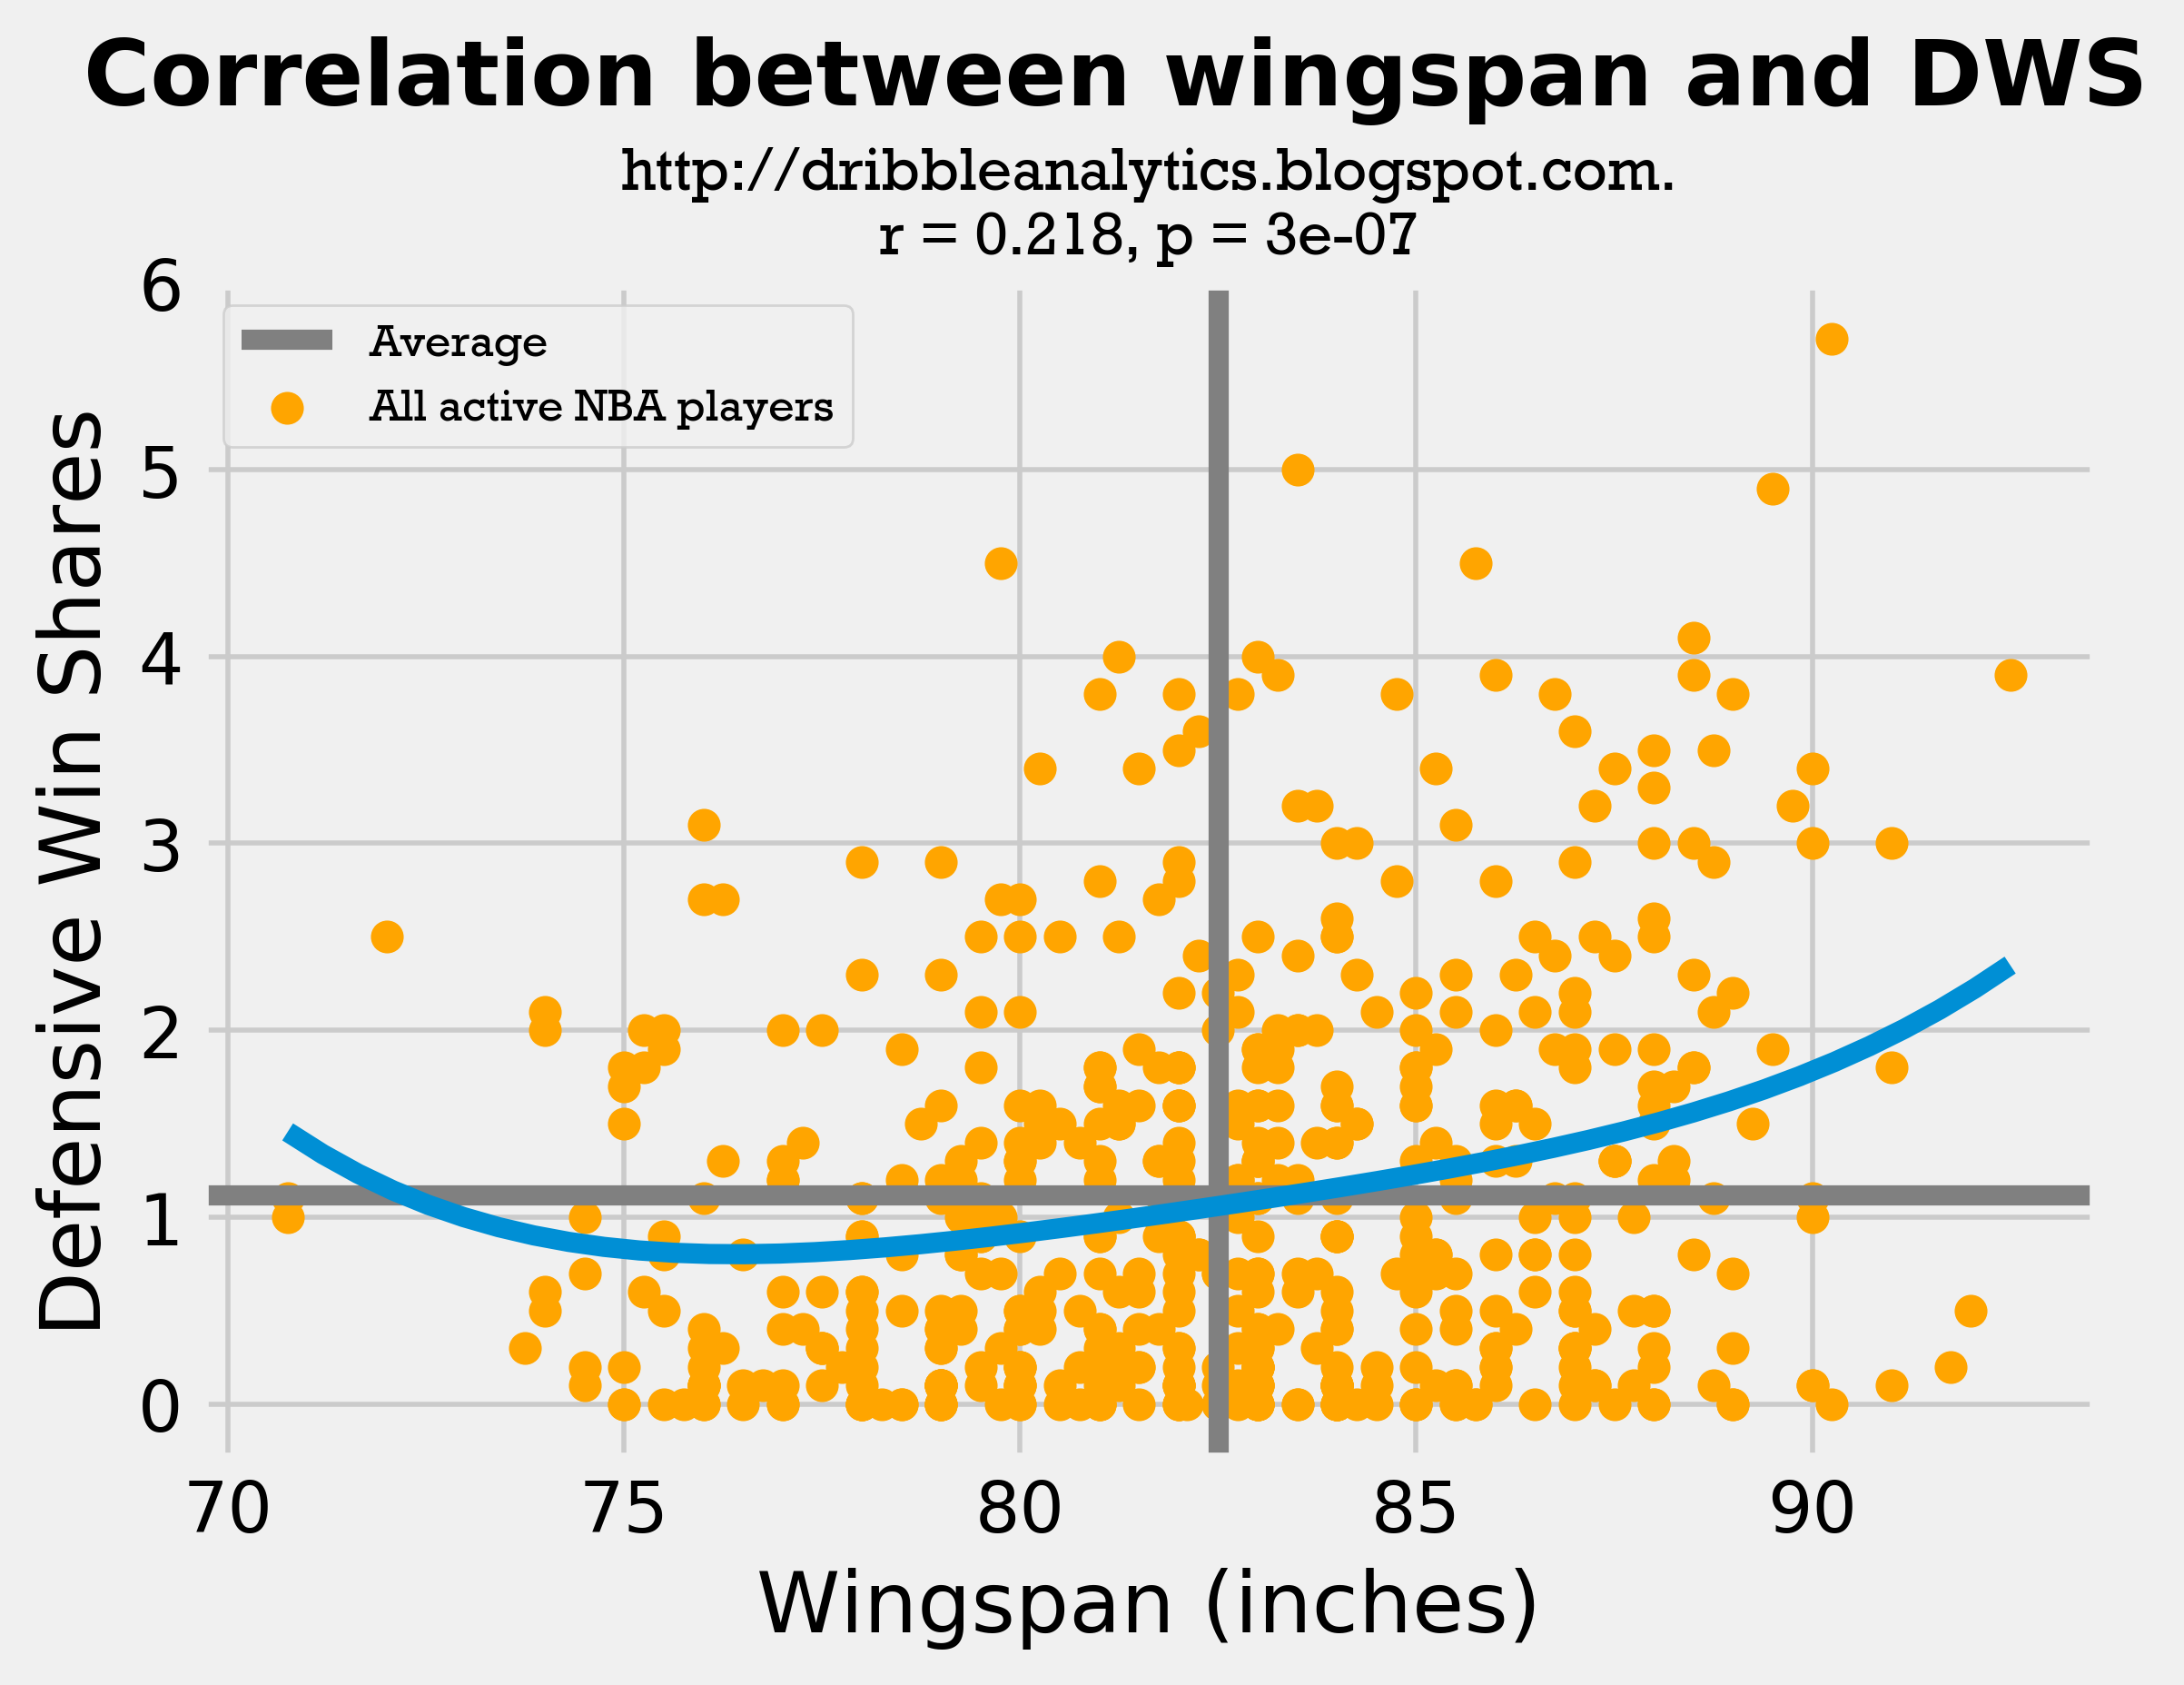 Correlation between wingspan and DWS
http://dribbleanalytics.blogspot.com.
r = 0.218, p = 3e-07
Average
All active NBA players
Defensive Win Shares
6
5
4
3
2
1
0
70 75 80 85 90
Wingspan (inches)